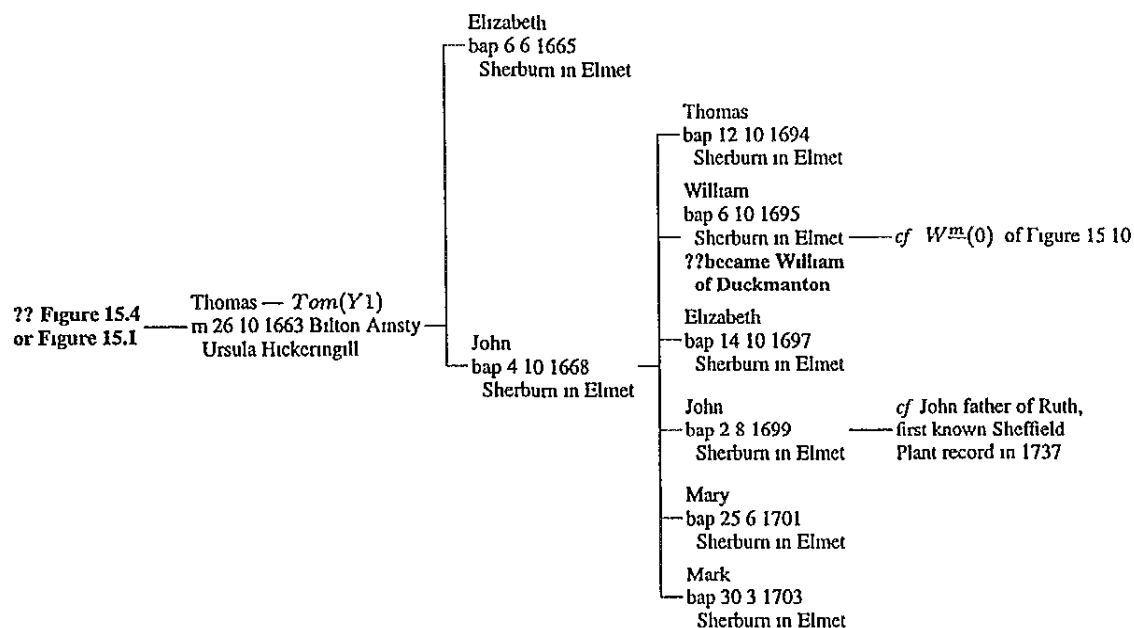 Elizabeth
bap 6 6 1665
Sherburn in Elmet
Thomas
bap 12 10 1694
Sherburn in Elmet
William
bap 6 10 1695
Sherburn in Elmet
cf Wm(0) of Figure 15 10
??became William
of Duckmanton
?? Figure 15.4
or Figure 15.1
Thomas — Tom(Y1)
m 26 10 1663 Bilton Ainsty
Ursula Hickeringill
Elizabeth
bap 14 10 1697
Sherburn in Elmet
John
bap 4 10 1668
Sherburn in Elmet
John
bap 2 8 1699
Sherburn in Elmet
cf John father of Ruth,
first known Sheffield
Plant record in 1737
Mary
bap 25 6 1701
Sherburn in Elmet
Mark
bap 30 3 1703
Sherburn in Elmet